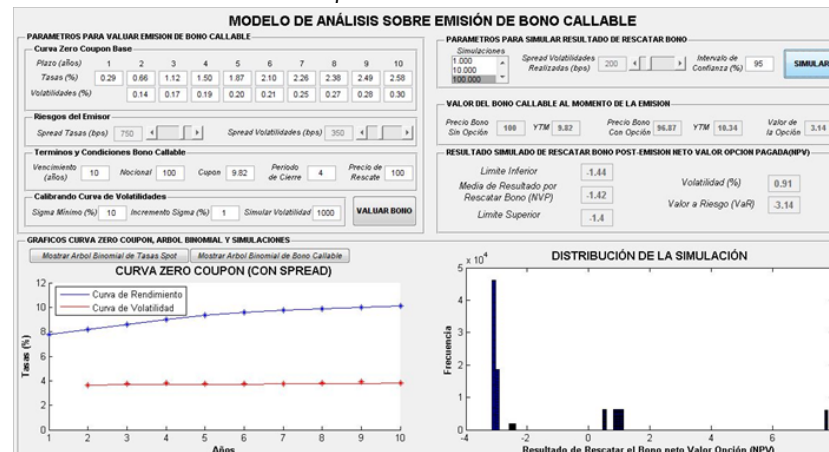 MODELO DE ANÁLISIS SOBRE EMISIÓN DE BONO CALLABLE
PARAMETROS PARA VALUAR EMISION DE BONO CALLABLE
Curva Zero Coupon Base
Plazo (años) 1 2 3 4 5 6 7 8 9 10
Tasas (%) 0.29 0.66 1.12 1.50 1.87 2.10 2.26 2.38 2.49 2.58
Volatilidades (%) 0.14 0.17 0.19 0.20 0.21 0.25 0.27 0.28 0.30
Riesgos del Emisor
Spread Tasas (bps) 750 Spread Volatilidades (bps) 350
Terminos y Condiciones Bono Callable
Vencimiento (años) 10 Nocional 100 Cupon 9.82 Periodo de Cierre 4 Precio de Rescate 100
Calibrando Curva de Volatilidades
Sigma Minimo (%) 10 Incremento Sigma (%) 1 Simular Volatilidad 1000 VALUAR BONO
PARAMETROS PARA SIMULAR RESULTADO DE RESCATAR BONO
Simulaciones
1.000
10.000
100.000
Spread Volatilidades Realizadas (bps) 200
Intervalo de Confianza (%) 95
SIMULAR
VALOR DEL BONO CALLABLE AL MOMENTO DE LA EMISION
Precio Bono Sin Opción 100 YTM 9.82 Precio Bono Con Opción 96.87 YTM 10.34 Valor de la Opción 3.14
RESULTADO SIMULADO DE RESCATAR BONO POST-EMISION NETO VALOR OPCION PAGADA(NPV)
Limite Inferior -1.44
Media de Resultado por Rescatar Bono (NVP) -1.42
Limite Superior -1.4
Volatilidad (%) 0.91
Valor a Riesgo (VaR) -3.14
GRAFICOS CURVA ZERO COUPON, ARBOL BINOMIAL Y SIMULACIONES
Mostrar Arbol Binomial de Tasas Spot Mostrar Arbol Binomial de Bono Callable
CURVA ZERO COUPON (CON SPREAD)
Curva de Rendimiento
Curva de Volatilidad
Tasas (%)
12
10
8
6
4
2
0
1 2 3 4 5 6 7 8 9 10
Años
DISTRIBUCIÓN DE LA SIMULACIÓN
x 10^4
Frecuencia
5
4
3
2
1
0
-4 -2 0 2 4 6
Resultado de Rescatar el Bono neto Valor Opción (NPV)